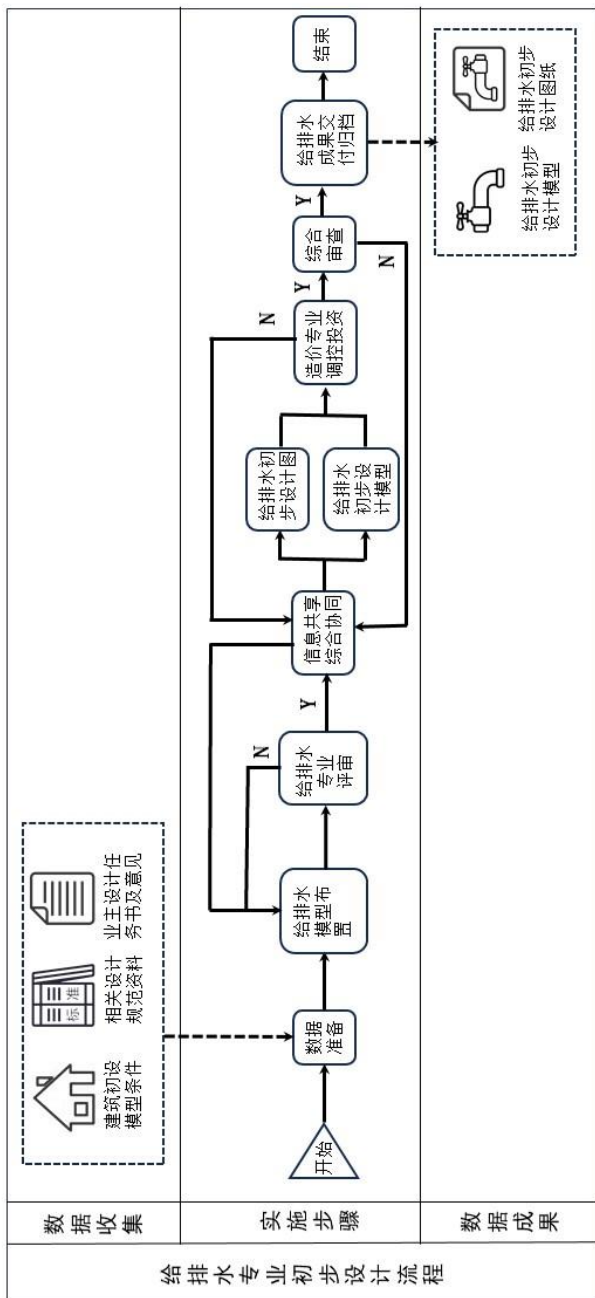 给排水专业初步设计流程
数据收集
实施步骤
数据成果
建筑初设
模型条件
标准
相关设计
规范资料
业主设计任
务书及意见
开始
数据
准备
给排水
模型布
置
给排水
专业
评审
N
Y
信息共享
综合协同
给排水初
步设计图
给排水
初步设
计模型
造价专业
调控投资
N
Y
综合
审查
N
Y
给排水
成果交
付归档
结束
给排水初步
设计模型
给排水初步
设计图纸